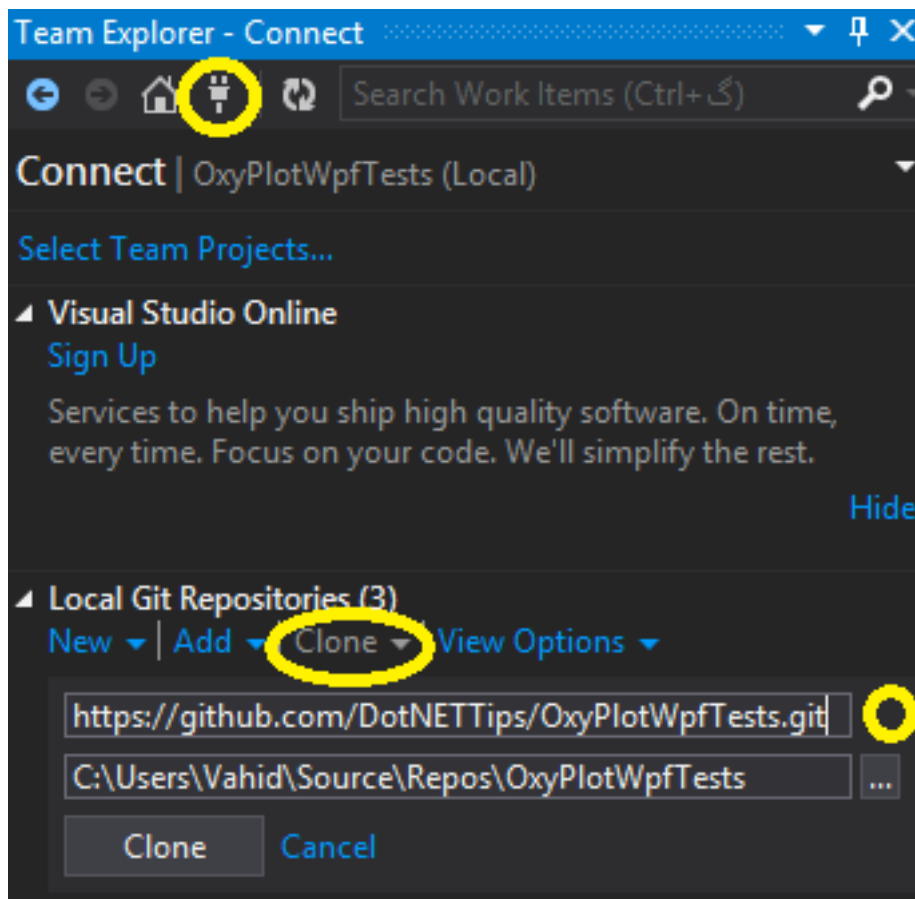 Team Explorer - Connect
Search Work Items (Ctrl+گ)
Connect | OxyPlotWpfTests (Local)
Select Team Projects...
Visual Studio Online
Sign Up
Services to help you ship high quality software. On time,
every time. Focus on your code. We'll simplify the rest.
Hide
Local Git Repositories (3)
New | Add Clone View Options
https://github.com/DotNETTips/OxyPlotWpfTests.git
C:\Users\Vahid\Source\Repos\OxyPlotWpfTests ...
Clone Cancel